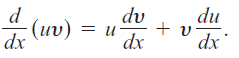 d/dx (uv) = u dv/dx + v du/dx.